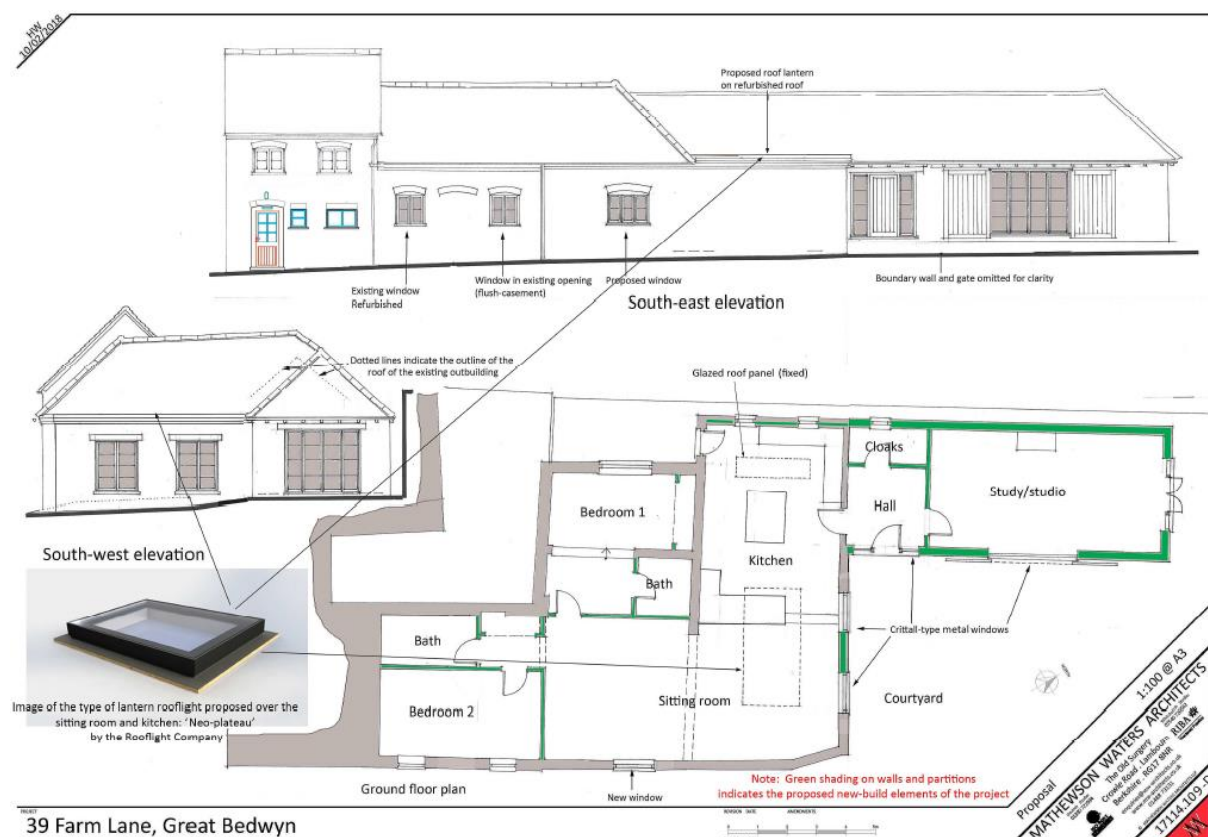 HW
10/02/2018
Proposed roof lantern
on refurbished roof
Existing window
Refurbished
Window in existing opening
(flush-casement)
Proposed window
Boundary wall and gate omitted for clarity
South-east elevation
Dotted lines indicate the outline of the
roof of the existing outbuilding
South-west elevation
Glazed roof panel (fixed)
Cloaks
Study/studio
Hall
Bedroom 1
Kitchen
Bath
Bath
Crittall-type metal windows
Sitting room
Courtyard
Bedroom 2
Image of the type of lantern rooflight proposed over the
sitting room and kitchen: 'Neo-plateau'
by the Rooflight Company
Ground floor plan
New window
Note: Green shading on walls and partitions
indicates the proposed new-build elements of the project
PROJECT
39 Farm Lane, Great Bedwyn
REVISION DATE AMENDMENTS
1:100 @ A3
Proposal
MATHEWSON WATERS ARCHITECTS
The Old Surgery
Crowle Road, Lambourn
Berkshire, RG17 8NR
RIBA
17114.109